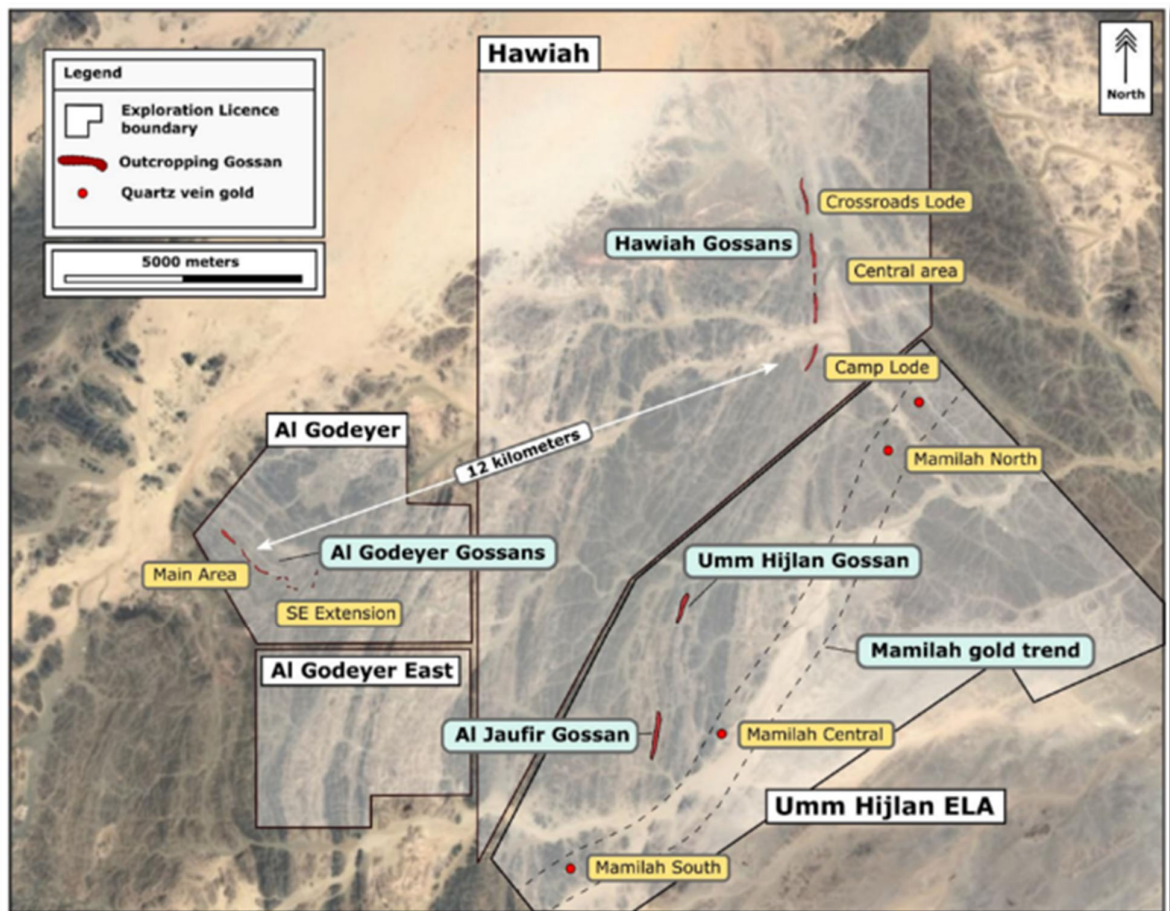 Hawiah
North
Legend
Exploration Licence
boundary
Outcropping Gossan
Quartz vein gold
5000 meters
Crossroads Lode
Hawiah Gossans
Central area
Camp Lode
Al Godeyer
12 kilometers
Mamilah North
Al Godeyer Gossans
Main Area
SE Extension
Umm Hijlan Gossan
Mamilah gold trend
Al Godeyer East
Al Jaufir Gossan
Mamilah Central
Umm Hijlan ELA
Mamilah South